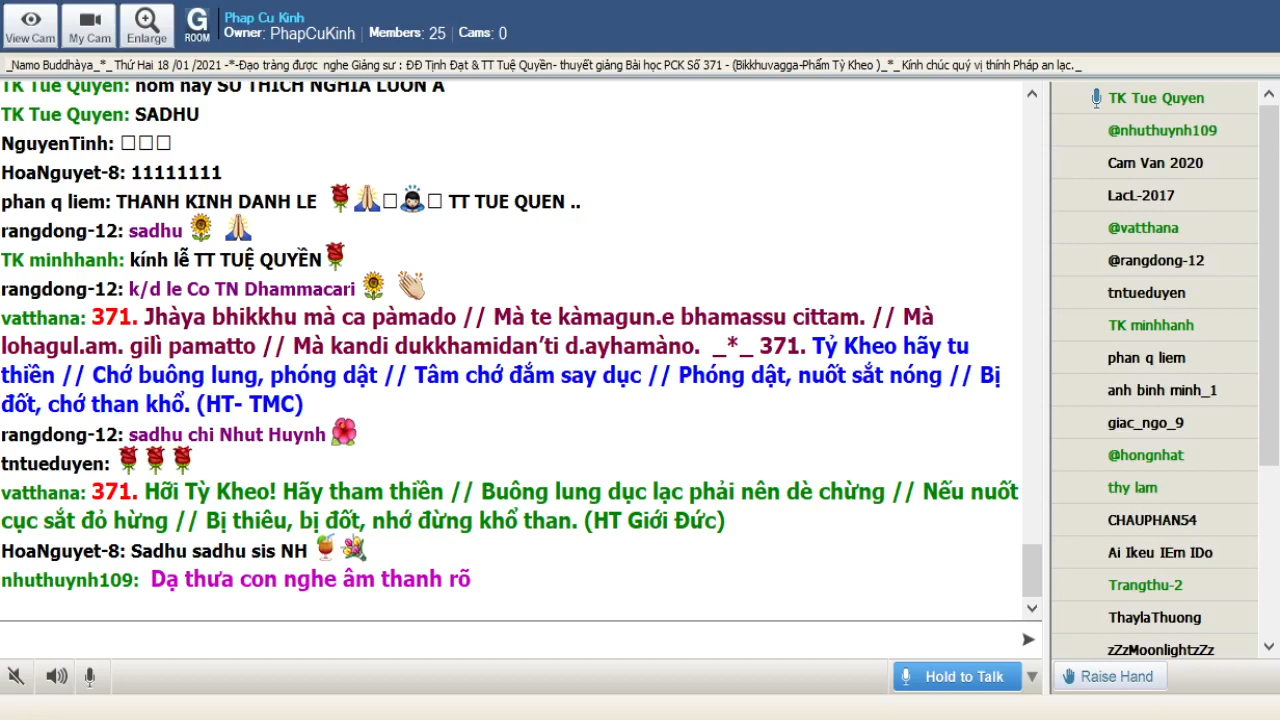 Phap Cu Kinh
Owner: PhapCuKinh | Members: 25 | Cams: 0
View Cam
My Cam
Enlarge
G ROOM
_Namo Buddhàya_*_ Thứ Hai 18 /01 /2021 -*-Đạo tràng được nghe Giảng sư : ĐĐ Tịnh Đạt & TT Tuệ Quyền- thuyết giảng Bài học PCK Số 371 - (Bikkhuvagga-Phẩm Tỳ Kheo )_*_ Kính chúc quý vị thính Pháp an lạc._
TK Tue Quyen: hôm nay SƯ THÍCH NGHĨA LUÔN Ạ
TK Tue Quyen: SADHU
NguyenTinh: □□□
HoaNguyet-8: 11111111
phan q liem: THANH KINH DANH LE □ □ TT TUE QUEN ..
rangdong-12: sadhu
TK minhhanh: kính lễ TT TUỆ QUYỀN
rangdong-12: k/d le Co TN Dhammacari
vatthana: 371. Jhàya bhikkhu mà ca pàmado // Mà te kàmagun.e bhamassu cittam. // Mà
lohagul.am. gilì pamatto // Mà kandi dukkhamidan'ti d.ayhamàno. _*_ 371. Tỷ Kheo hãy tu
thiền // Chớ buông lung, phóng dật // Tâm chớ đắm say dục // Phóng dật, nuốt sắt nóng // Bị
đốt, chớ than khổ. (HT- TMC)
rangdong-12: sadhu chi Nhut Huynh
tntueduyen:
vatthana: 371. Hỡi Tỳ Kheo! Hãy tham thiền // Buông lung dục lạc phải nên dè chừng // Nếu nuốt
cục sắt đỏ hừng // Bị thiêu, bị đốt, nhớ đừng khổ than. (HT Giới Đức)
HoaNguyet-8: Sadhu sadhu sis NH
nhuthuynh109: Dạ thưa con nghe âm thanh rõ
TK Tue Quyen
@nhuthuynh109
Cam Van 2020
LacL-2017
@vatthana
@rangdong-12
tntueduyen
TK minhhanh
phan q liem
anh binh minh_1
giac_ngo_9
@hongnhat
thy lam
CHAUPHAN54
Ai Ikeu IEm IDo
Trangthu-2
ThaylaThuong
zZzMoonlightzZz
Hold to Talk
Raise Hand